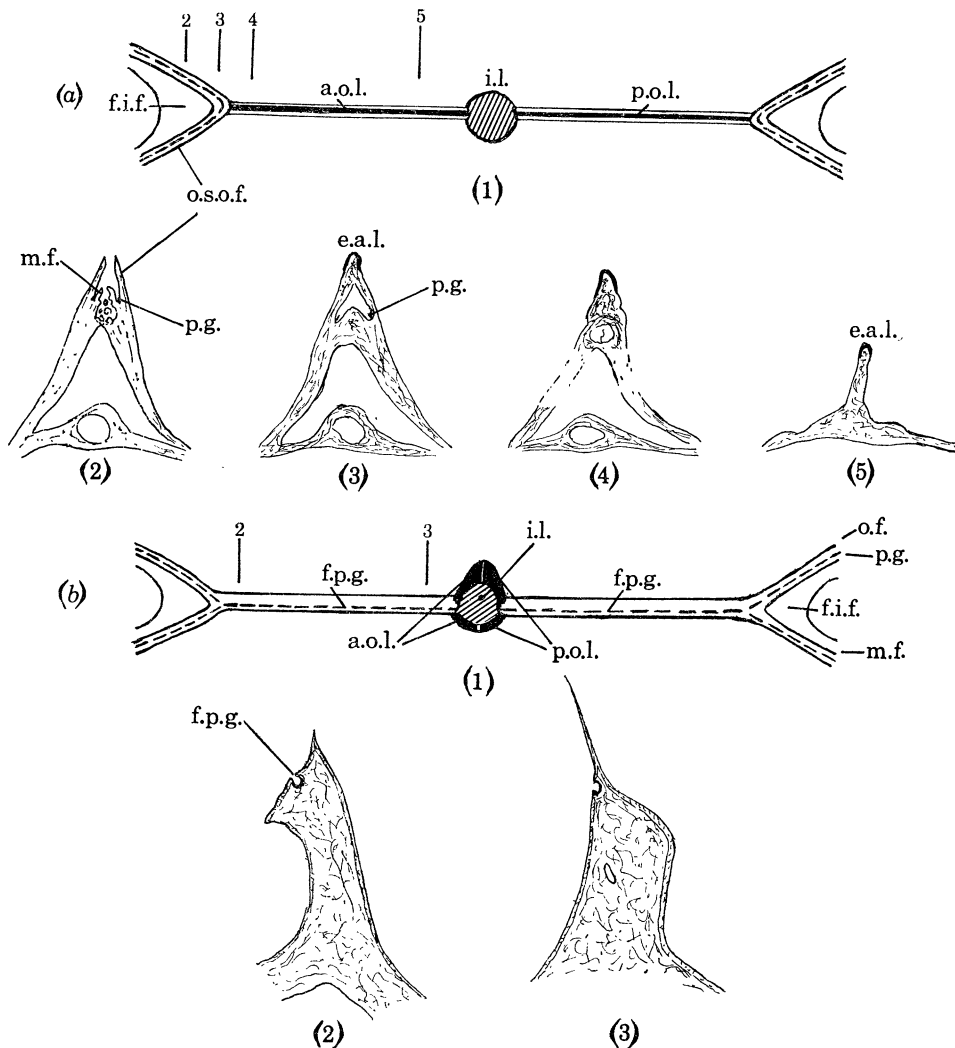 2 3 4 5
(a) f.i.f. a.o.l. i.l. p.o.l.
o.s.o.f. (1)
m.f. p.g. e.a.l. p.g. e.a.l.
(2) (3) (4) (5)
2 3 i.l. o.f.
p.g.
(b) f.p.g. f.p.g. f.i.f.
a.o.l. p.o.l. m.f.
(1)
f.p.g.
(2) (3)